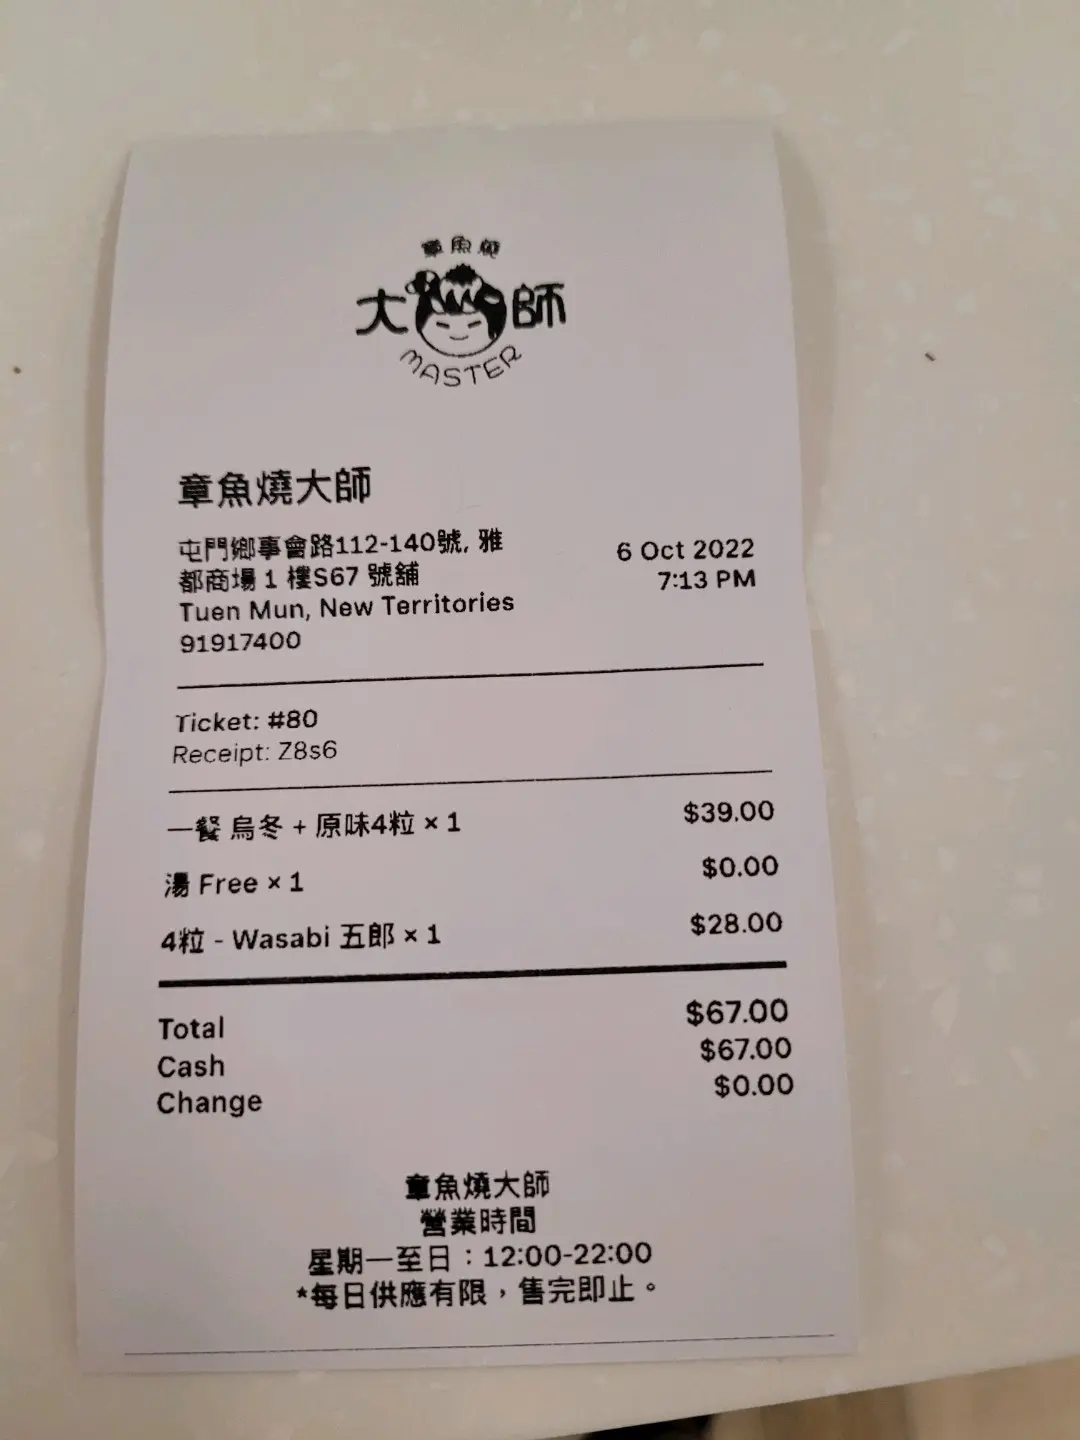 章魚燒
大師
MASTER
章魚燒大師
屯門鄉事會路112-140號, 雅
都商場 1 樓S67 號舖
Tuen Mun, New Territories
91917400
6 Oct 2022
7:13 PM
Ticket: #80
Receipt: Z8s6
一餐 烏冬 + 原味4粒 × 1 $39.00
湯 Free × 1 $0.00
4粒 - Wasabi 五郎 × 1 $28.00
Total $67.00
Cash $67.00
Change $0.00
章魚燒大師
營業時間
星期一至日：12:00-22:00
*每日供應有限，售完即止。